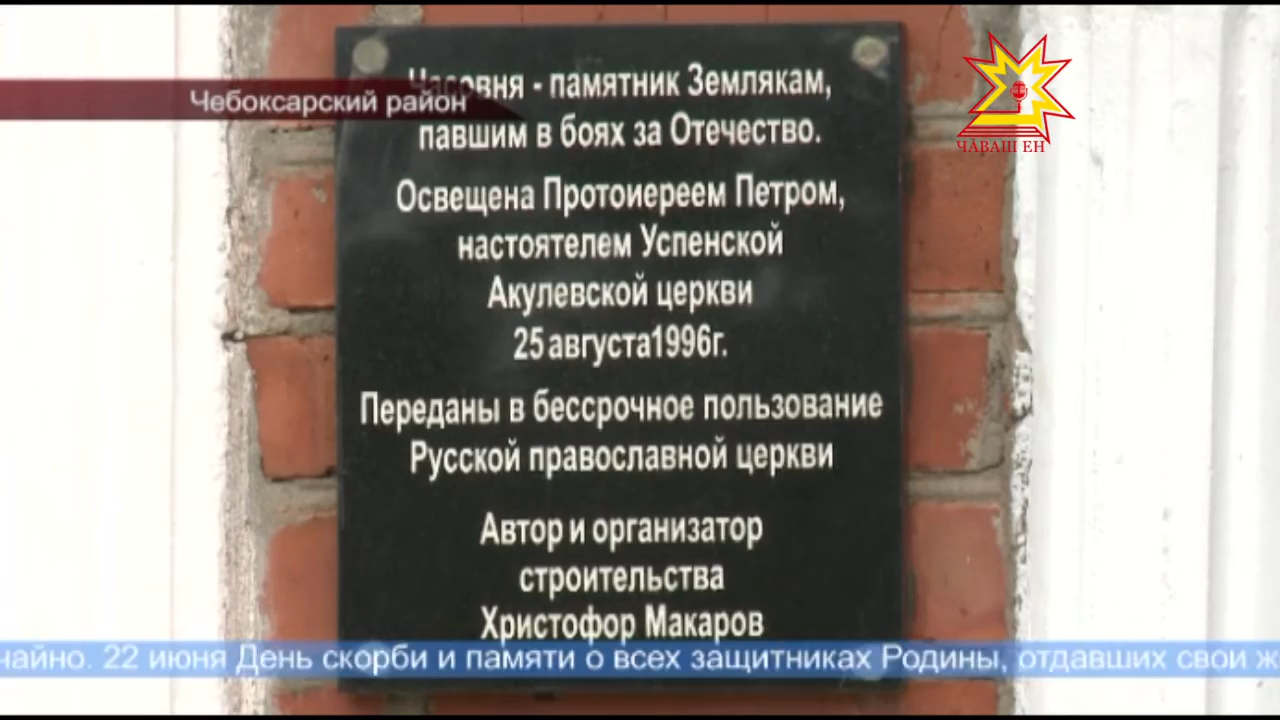 Часовня - памятник Землякам,
павшим в боях за Отечество.
Освещена Протоиереем Петром,
настоятелем Успенской
Акулевской церкви
25 августа1996г.
Переданы в бессрочное пользование
Русской православной церкви
Автор и организатор
строительства
Христофор Макаров
Чебоксарский район
ЧӐВАШ ЕН
чайно. 22 июня День скорби и памяти о всех защитниках Родины, отдавших свои ж